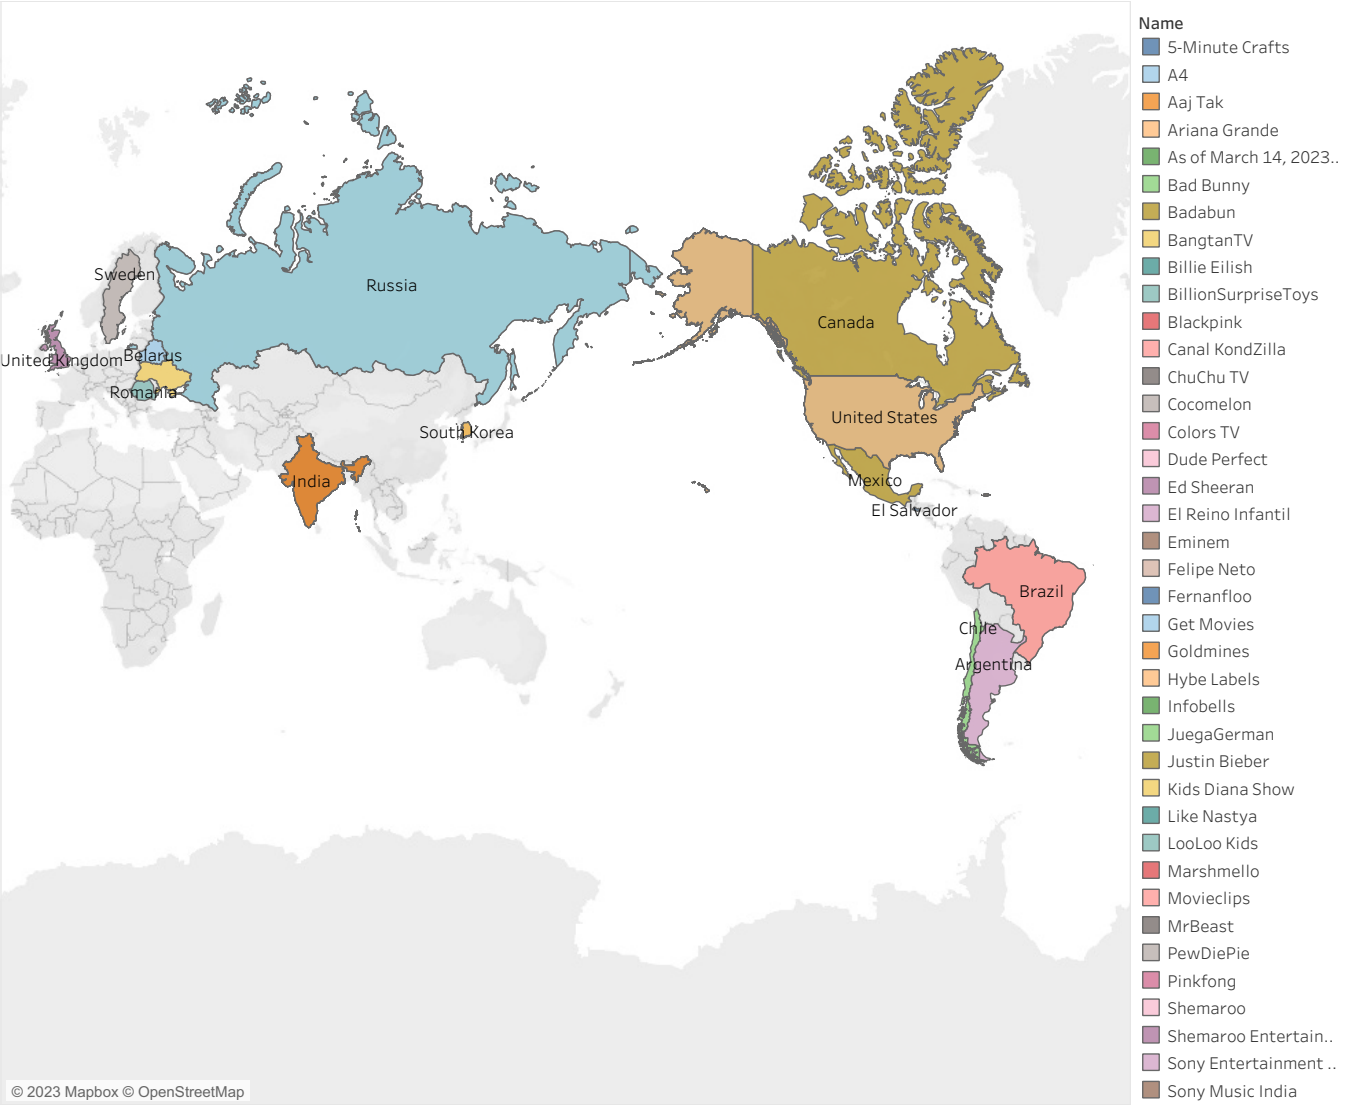 Sweden
Russia
United Kingdom
Belarus
Romania
South Korea
India
Canada
United States
Mexico
El Salvador
Brazil
Chile
Argentina
© 2023 Mapbox © OpenStreetMap
Name
5-Minute Crafts
A4
Aaj Tak
Ariana Grande
As of March 14, 2023..
Bad Bunny
Badabun
BangtanTV
Billie Eilish
BillionSurpriseToys
Blackpink
Canal KondZilla
ChuChu TV
Cocomelon
Colors TV
Dude Perfect
Ed Sheeran
El Reino Infantil
Eminem
Felipe Neto
Fernanfloo
Get Movies
Goldmines
Hybe Labels
Infobells
JuegaGerman
Justin Bieber
Kids Diana Show
Like Nastya
LooLoo Kids
Marshmello
Movieclips
MrBeast
PewDiePie
Pinkfong
Shemaroo
Shemaroo Entertain..
Sony Entertainment ..
Sony Music India